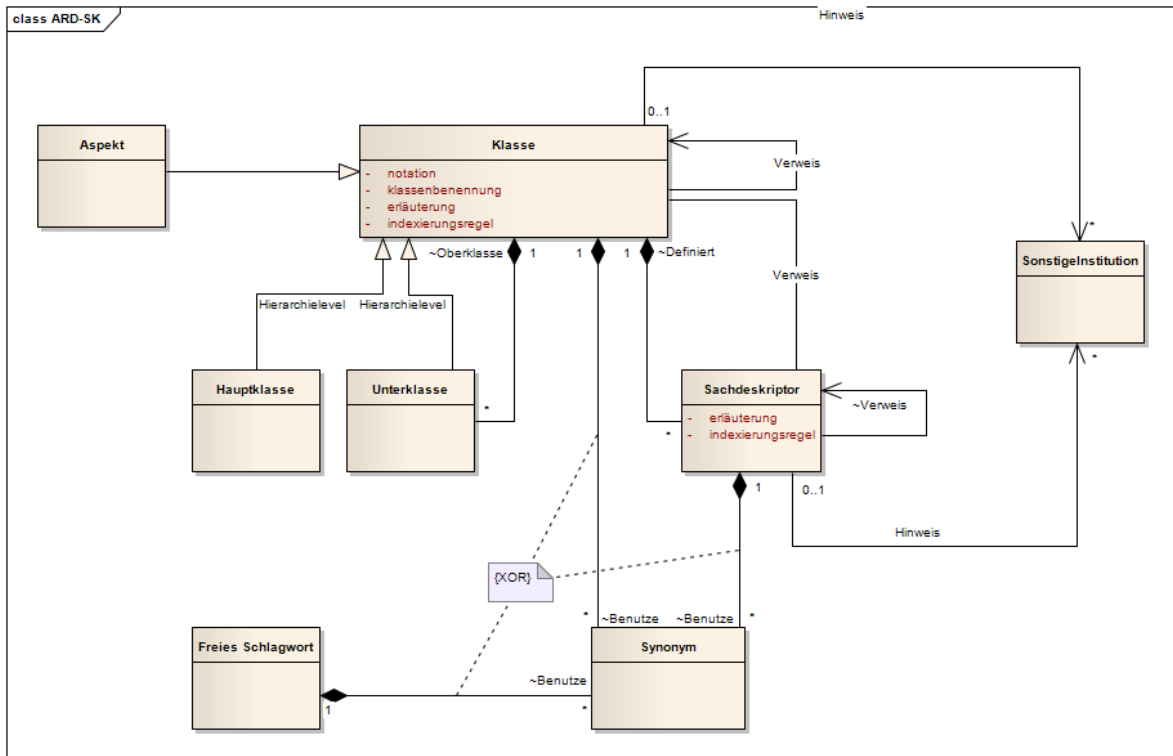 class ARD-SK
Hinweis
0..1
Aspekt
Klasse
- notation
- klassenbenennung
- erläuterung
- indexierungsregel
Verweis
*
SonstigeInstitution
*
~Oberklasse
1
1
1
~Definiert
Verweis
Hierarchielevel
Hierarchielevel
Hauptklasse
Unterklasse
*
Sachdeskriptor
- erläuterung
- indexierungsregel
~Verweis
*
1
0..1
Hinweis
{XOR}
*
~Benutze
~Benutze
*
Freies Schlagwort
Synonym
~Benutze
1
*